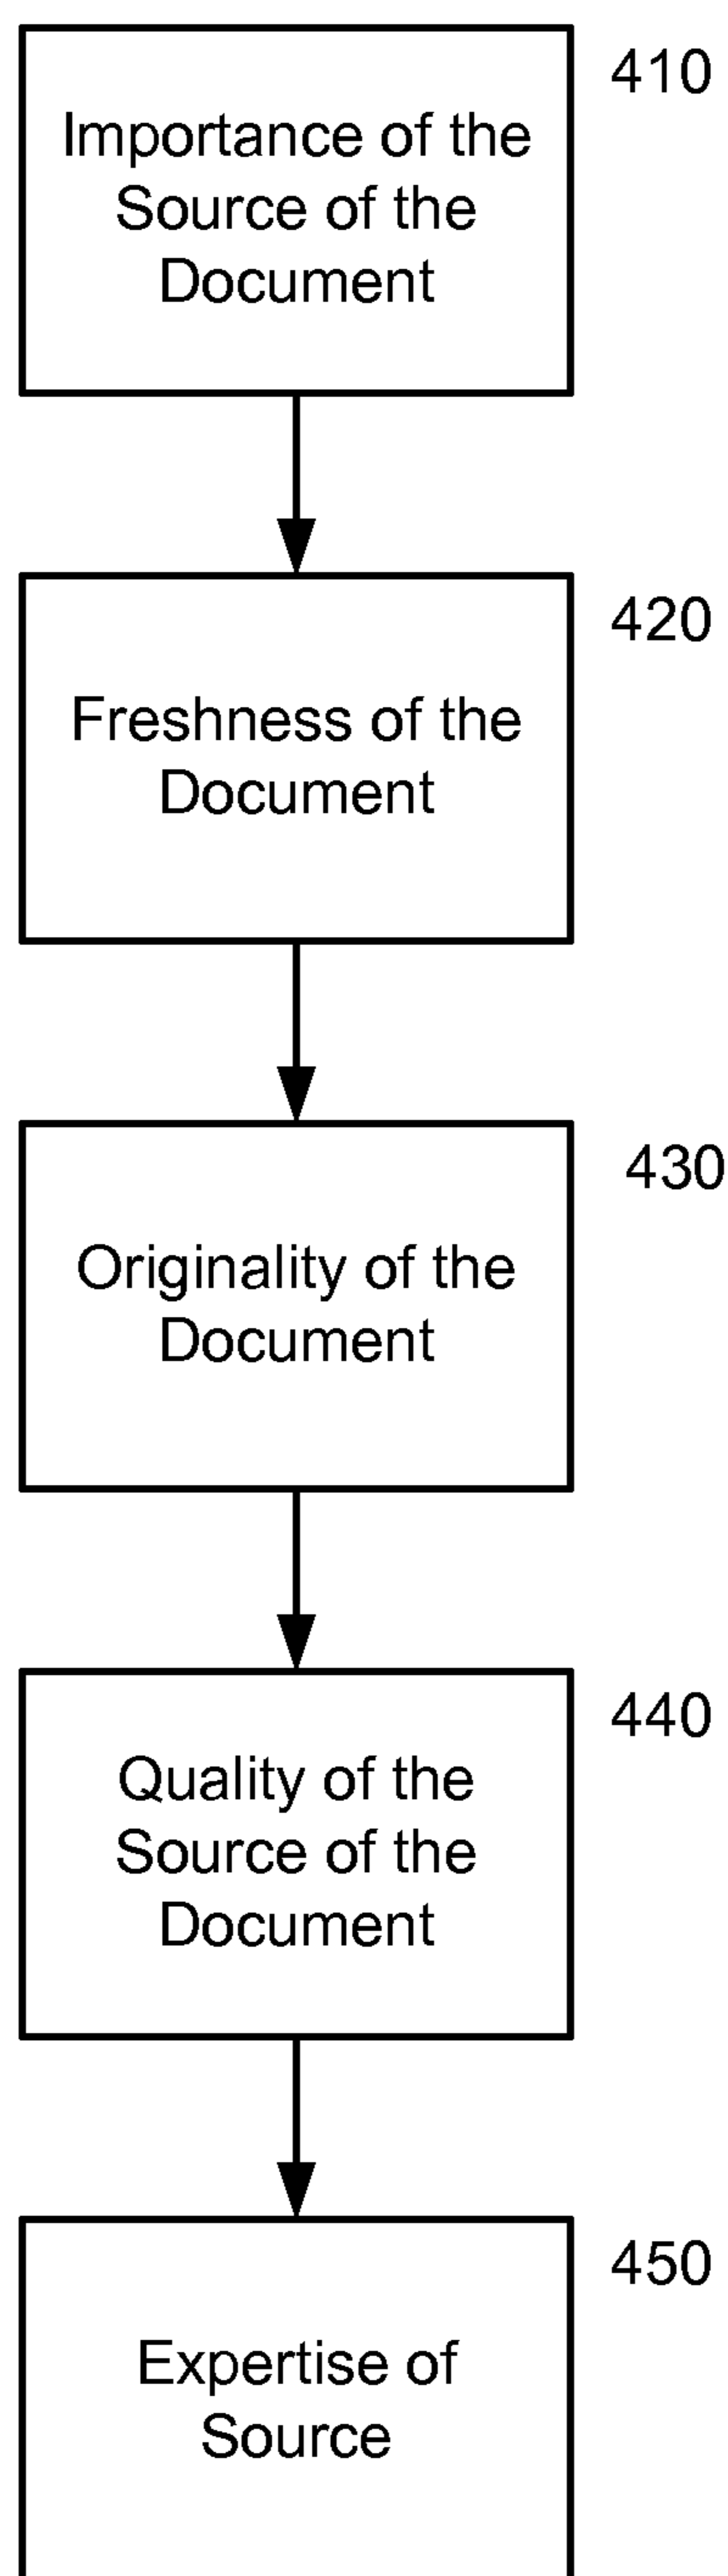 410
Importance of the
Source of the
Document
420
Freshness of the
Document
430
Originality of the
Document
440
Quality of the
Source of the
Document
450
Expertise of
Source